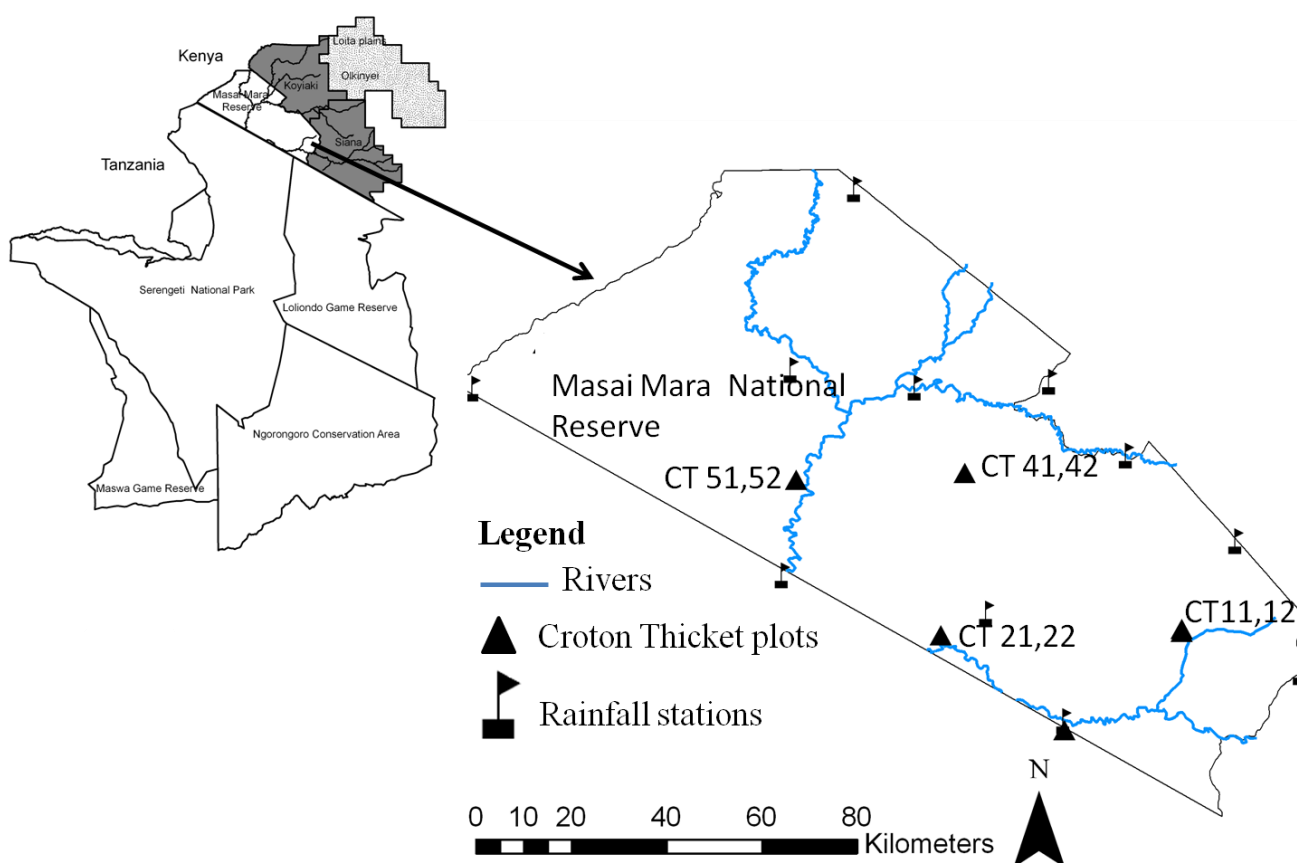 Kenya
Loita plains
Olkinyei
Koyiaki
Masai Mara
Reserve
Siana
Tanzania
Serengeti National Park
Loliondo Game Reserve
Ngorongoro Conservation Area
Maswa Game Reserve
Masai Mara National
Reserve
CT 51,52
CT 41,42
CT 21,22
CT11,12
Legend
Rivers
Croton Thicket plots
Rainfall stations
N
0 10 20 40 60 80
Kilometers